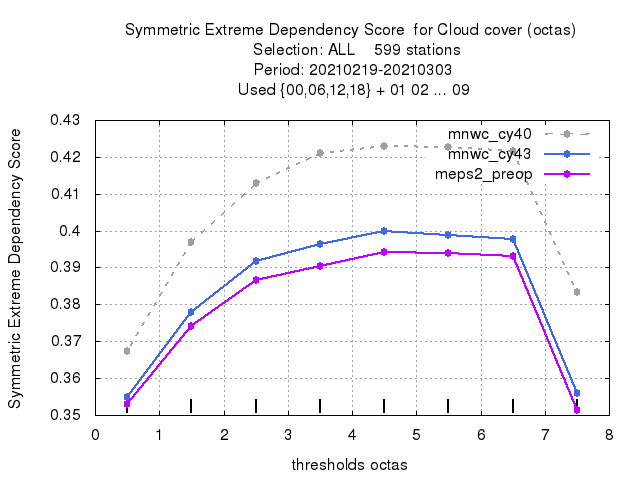 Symmetric Extreme Dependency Score  for Cloud cover (octas)
Selection: ALL    599 stations
Period: 20210219-20210303
Used {00,06,12,18} + 01 02 ... 09
Symmetric Extreme Dependency Score
0.43
0.42
0.41
0.4
0.39
0.38
0.37
0.36
0.35
mnwc_cy40
mnwc_cy43
meps2_preop
0 1 2 3 4 5 6 7 8
thresholds octas